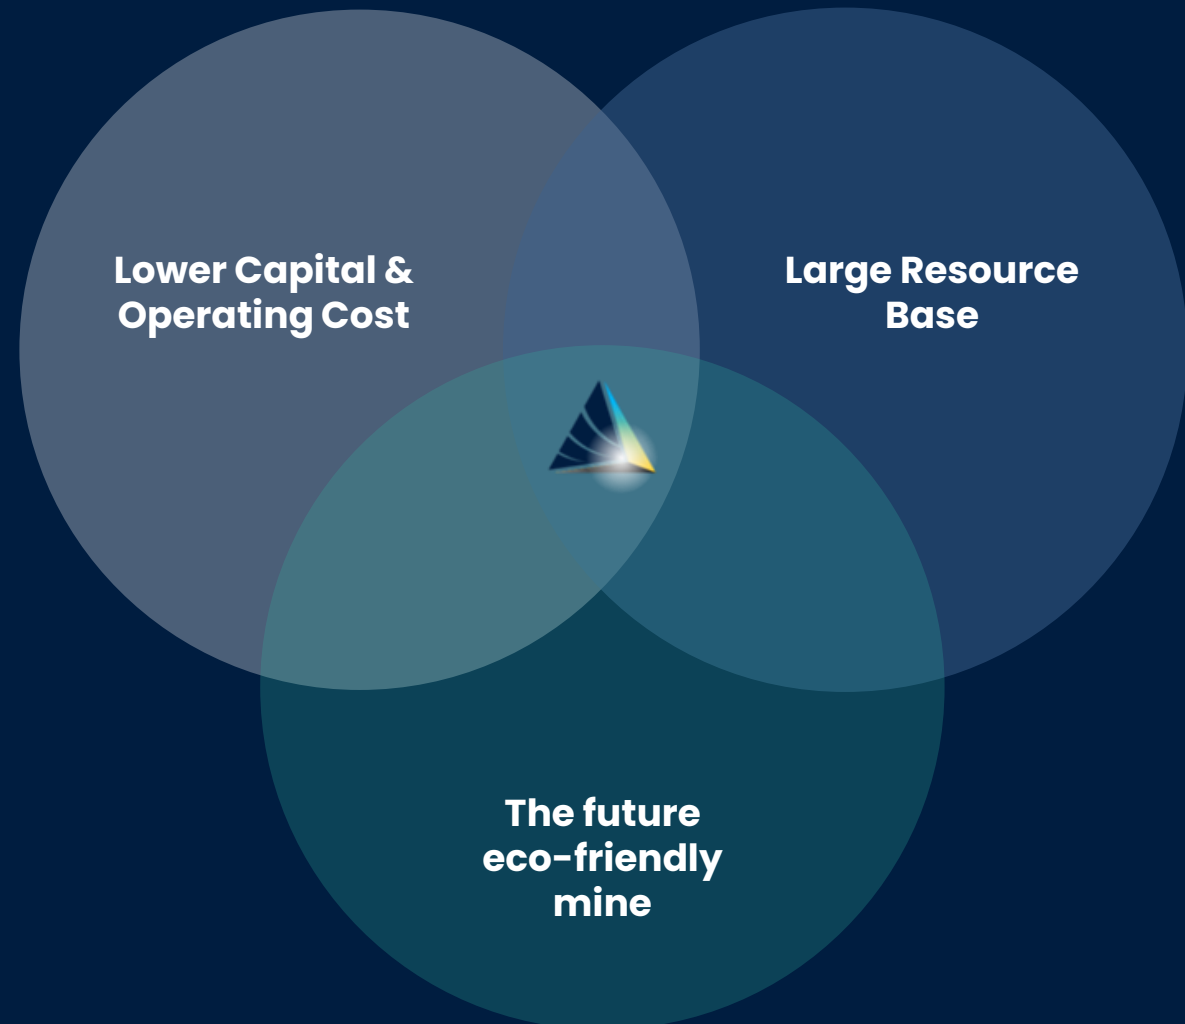 Lower Capital &
Operating Cost
Large Resource
Base
The future
eco-friendly
mine